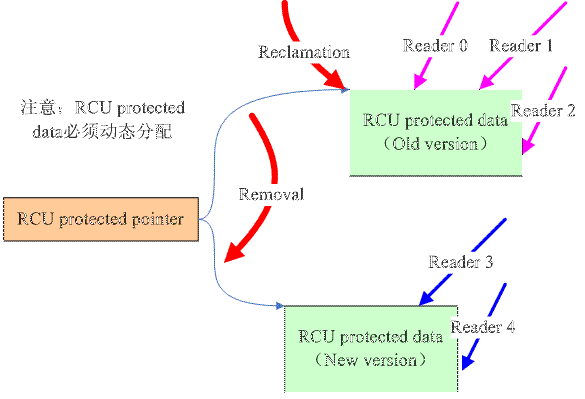 Reclamation
Reader 0
Reader 1
注意：RCU protected
data必须动态分配
RCU protected data
（Old version）
Reader 2
Removal
RCU protected pointer
Reader 3
Reader 4
RCU protected data
（New version）